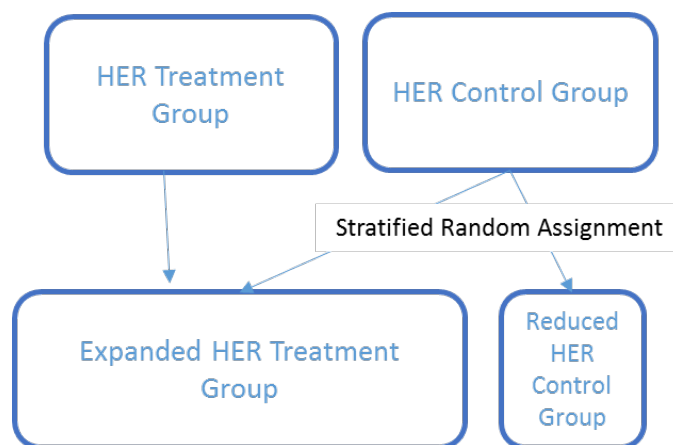 HER Treatment
Group
HER Control Group
Stratified Random Assignment
Expanded HER Treatment
Group
Reduced
HER
Control
Group